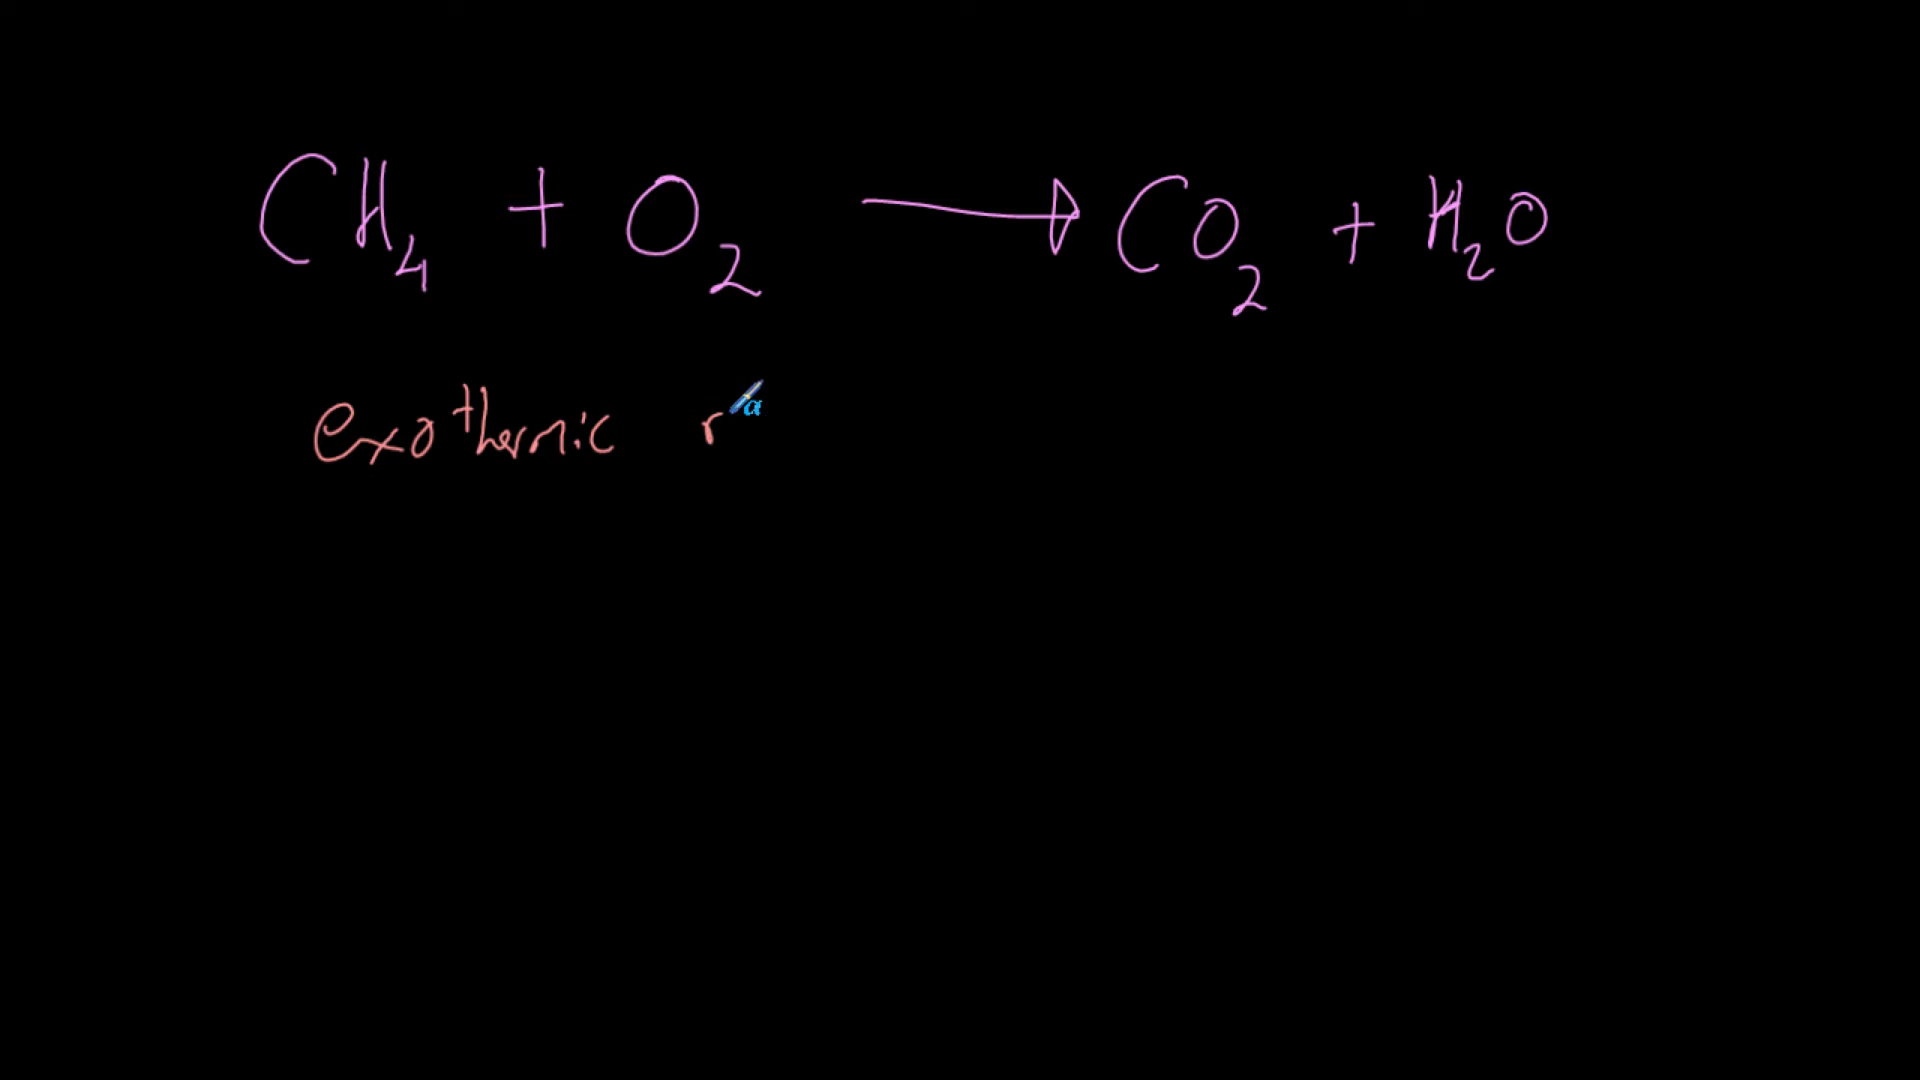 CH₄ + O₂ → CO₂ + H₂O
exothermic r